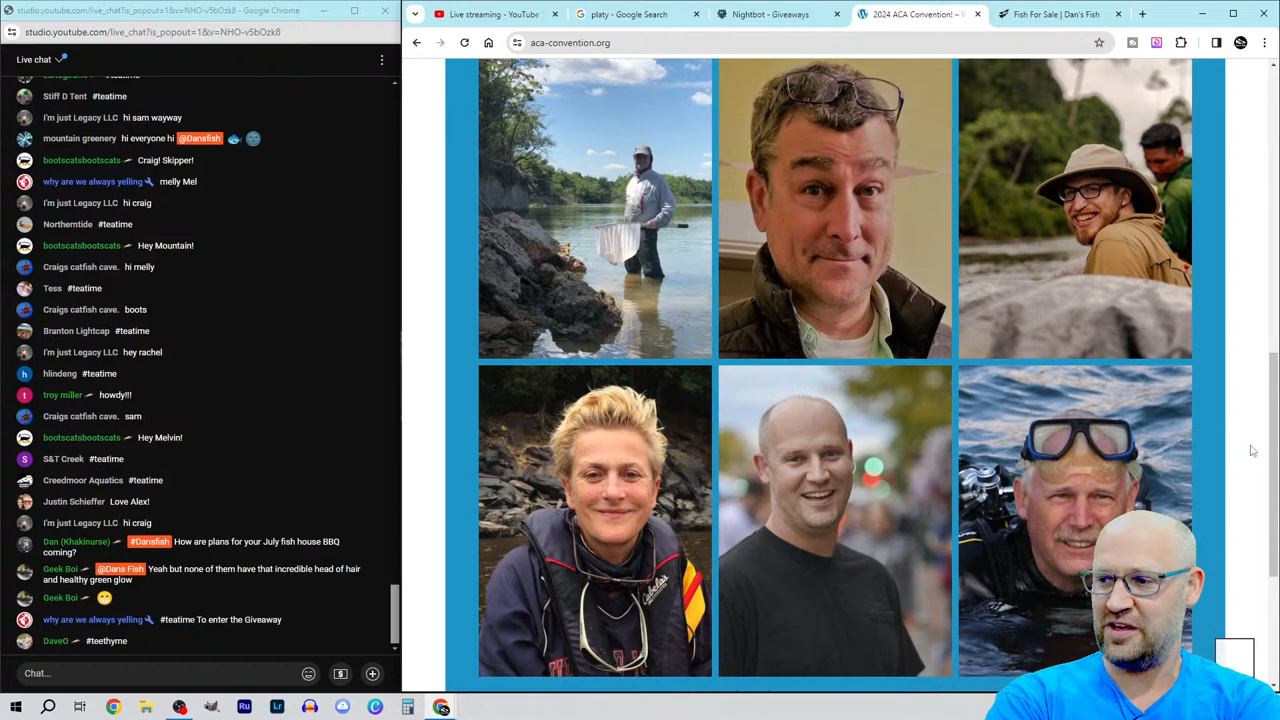 studio.youtube.com/live_chat?is_popout=1&v=NHO-v5bOzk8 - Google Chrome
studio.youtube.com/live_chat?is_popout=1&v=NHO-v5bOzk8
Live chat
Stiff D Tent #teatime
I'm just Legacy LLC hi sam wayway
mountain greenery hi everyone hi @Dansfish
bootscatsbootscats Craig! Skipper!
why are we always yelling melly Mel
I'm just Legacy LLC hi craig
Northerntide #teatime
bootscatsbootscats Hey Mountain!
Craigs catfish cave. hi melly
Tess #teatime
Craigs catfish cave. boots
Branton Lightcap #teatime
I'm just Legacy LLC hey rachel
hlindeng #teatime
troy miller howdy!!!
Craigs catfish cave. sam
bootscatsbootscats Hey Melvin!
S&T Creek #teatime
Creedmoor Aquatics #teatime
Justin Schieffer Love Alex!
I'm just Legacy LLC hi craig
Dan (Khakinurse) #Dansfish How are plans for your July fish house BBQ
coming?
Geek Boi @Dans Fish Yeah but none of them have that incredible head of hair
and healthy green glow
Geek Boi
why are we always yelling #teatime To enter the Giveaway
DaveO #teethyme
Chat...
Live streaming - YouTube S
platy - Google Search
Nightbot - Giveaways
2024 ACA Convention! –
Fish For Sale | Dan's Fish
aca-convention.org
Cabela's
Ru
Lr